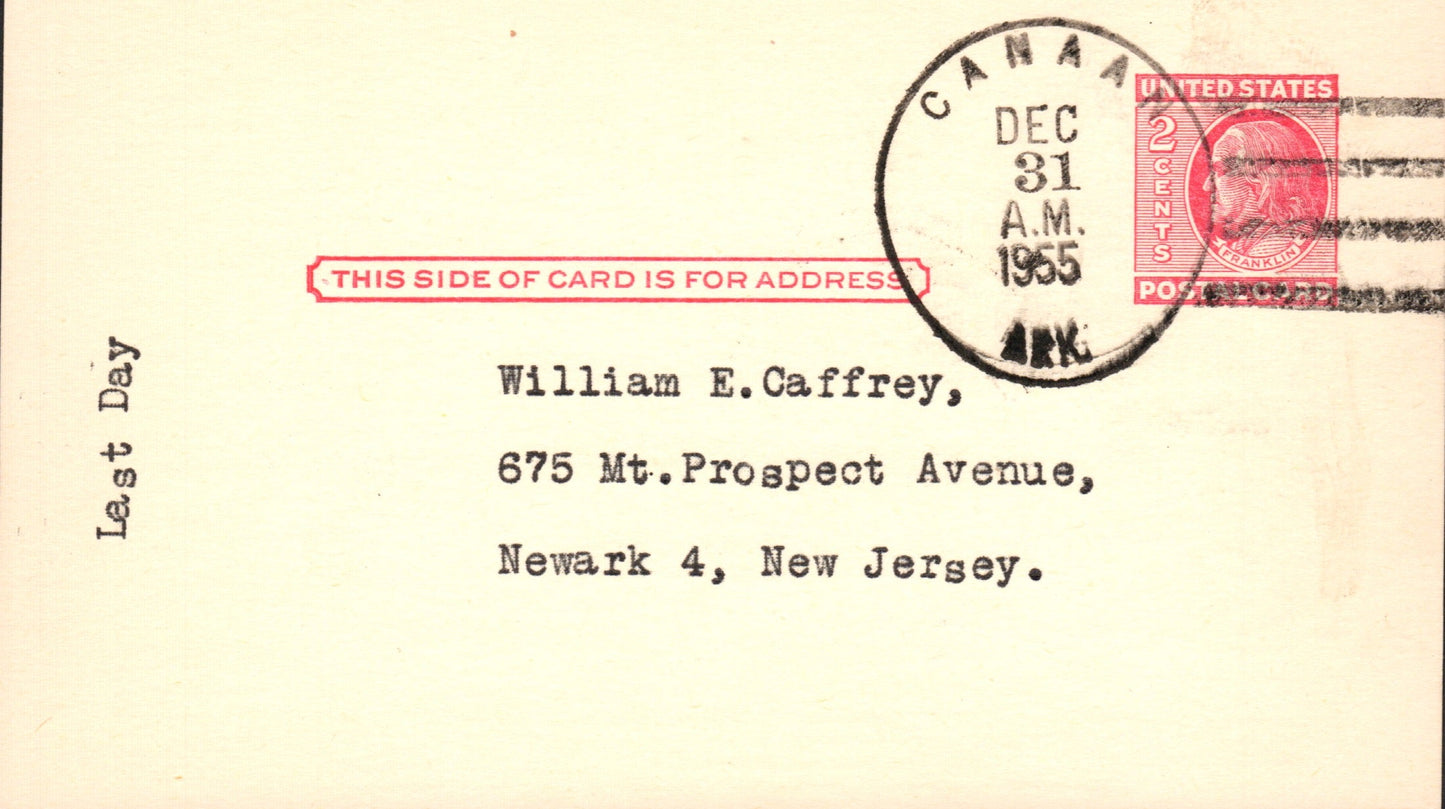 CANAAN
DEC
31
A.M.
1955
ARK.
UNITED STATES
2
CENTS
FRANKLIN
POSTAL CARD
THIS SIDE OF CARD IS FOR ADDRESS
Last Day
William E.Caffrey,
675 Mt.Prospect Avenue,
Newark 4, New Jersey.